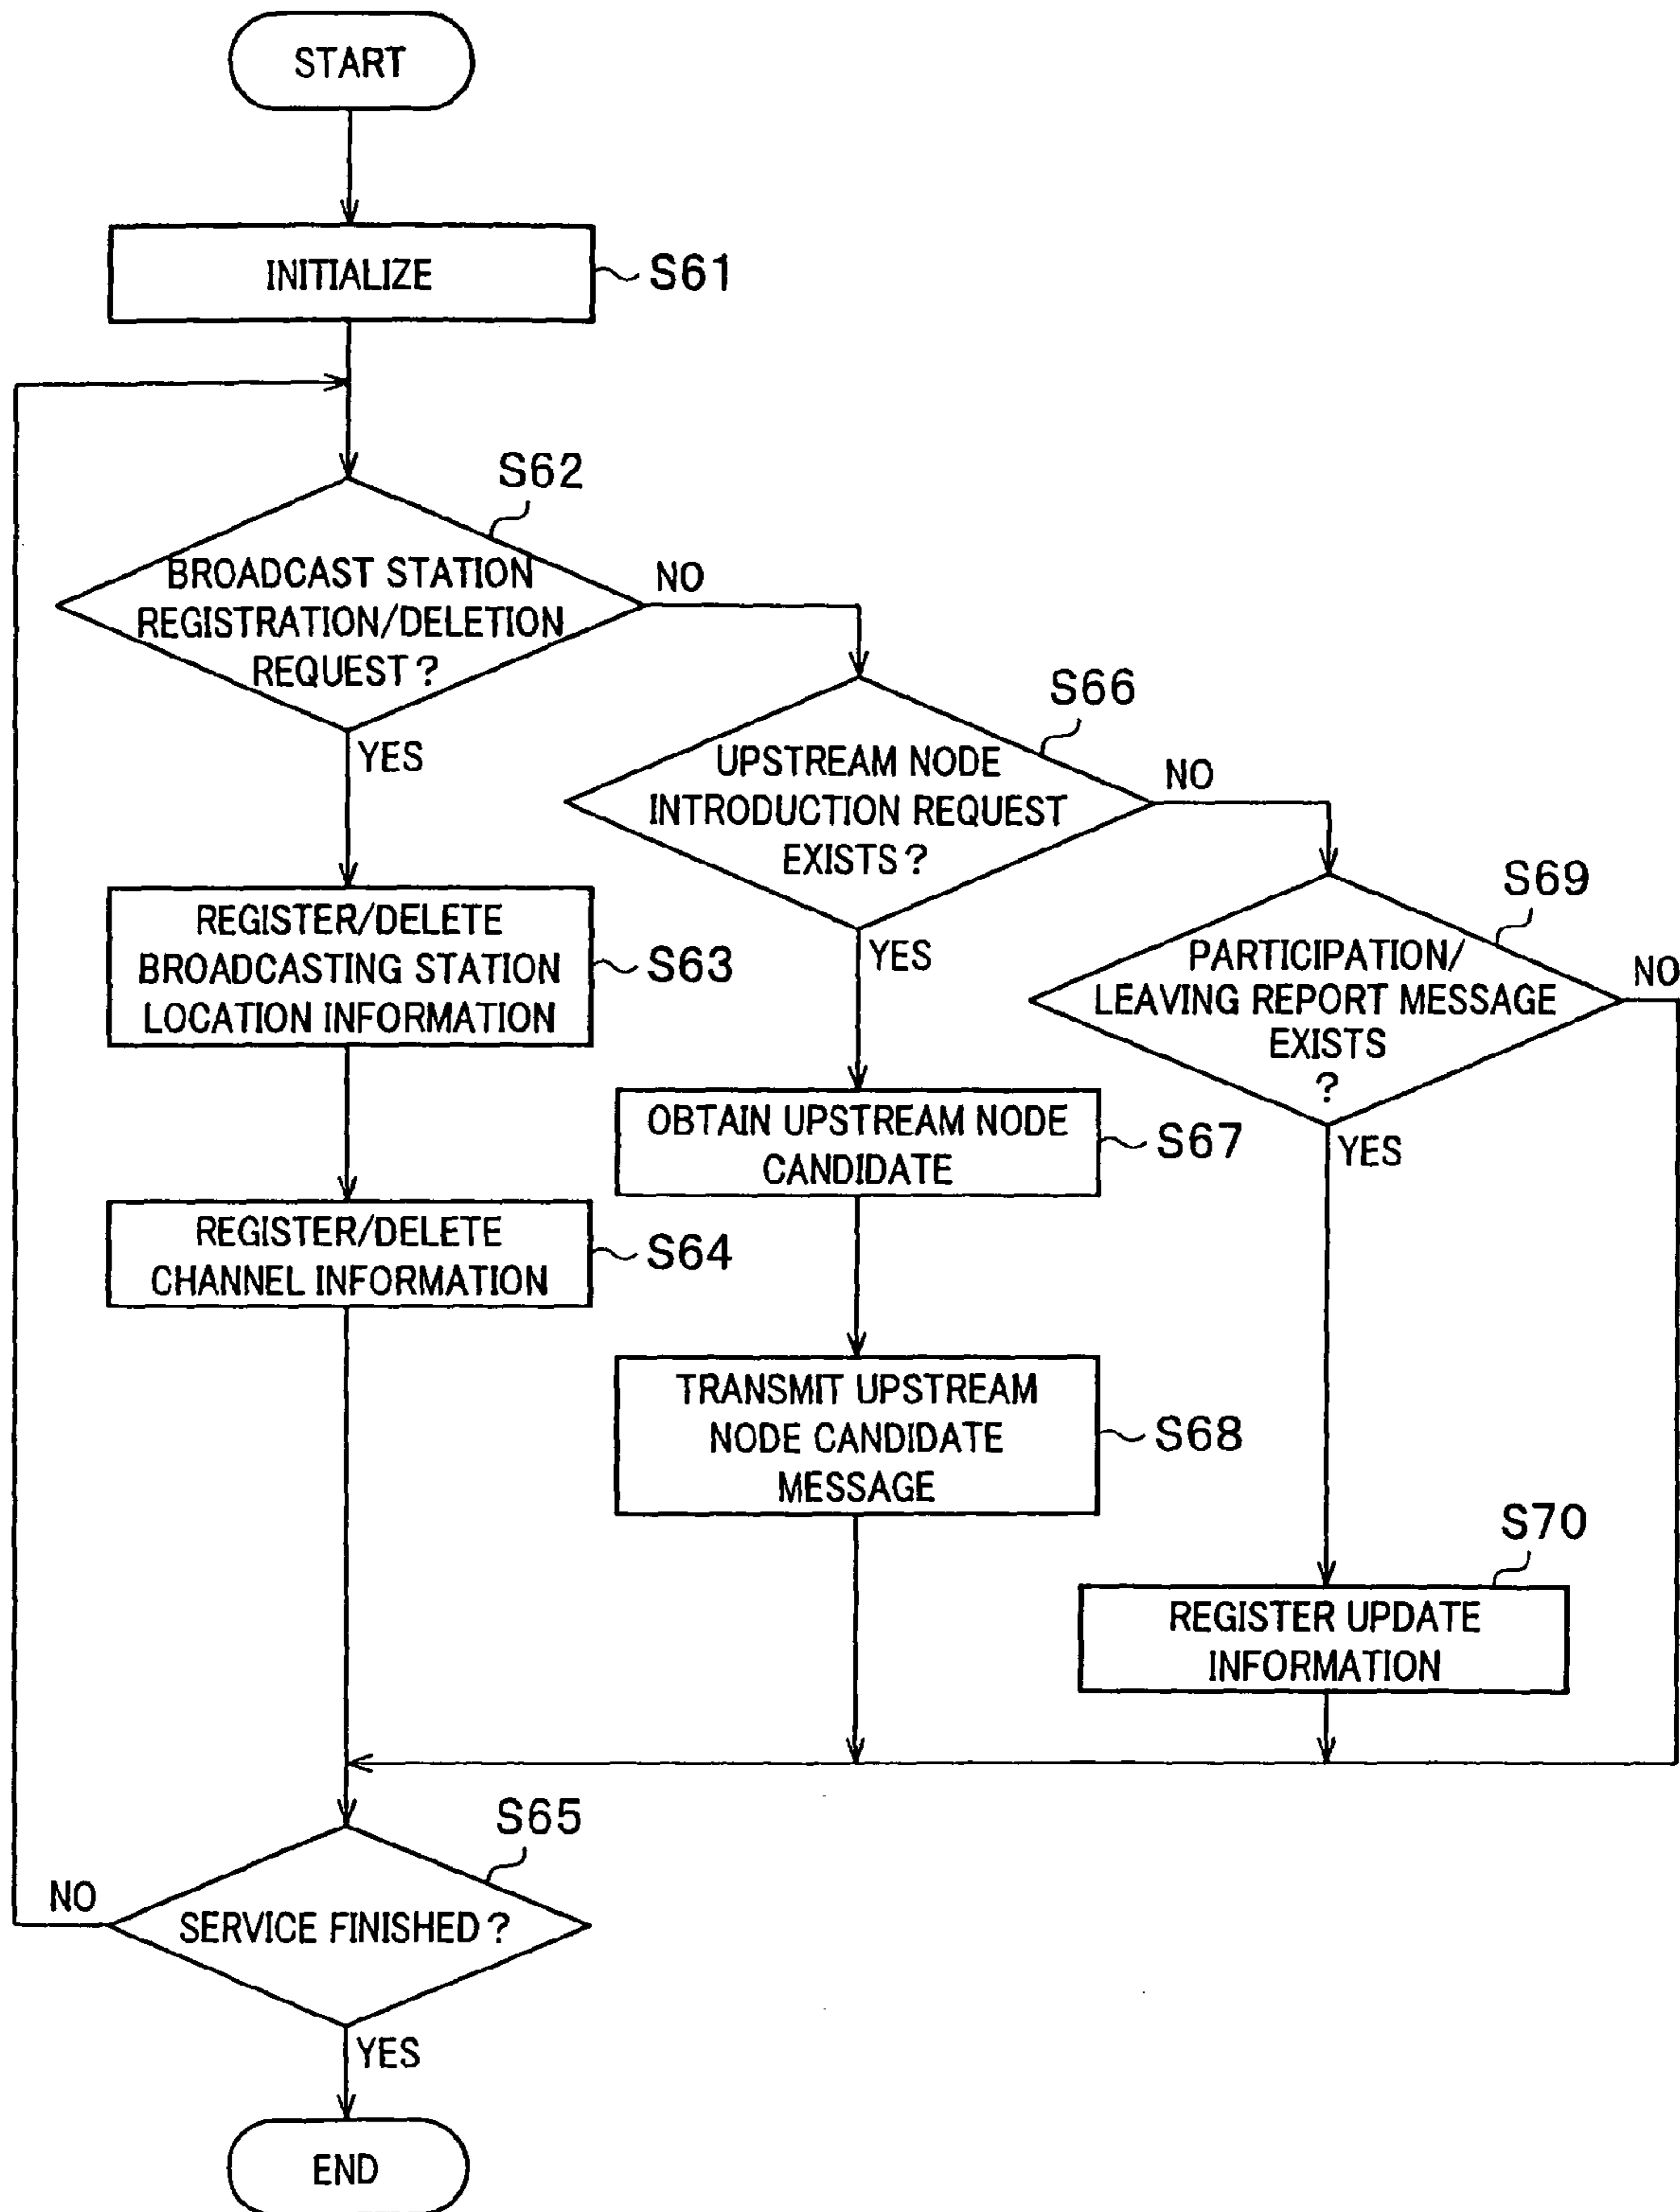 START
INITIALIZE
S61
S62
BROADCAST STATION
REGISTRATION/DELETION
REQUEST?
NO
YES
S66
UPSTREAM NODE
INTRODUCTION REQUEST
EXISTS?
NO
YES
S69
PARTICIPATION/
LEAVING REPORT MESSAGE
EXISTS
?
NO
YES
REGISTER/DELETE
BROADCASTING STATION
LOCATION INFORMATION
S63
OBTAIN UPSTREAM NODE
CANDIDATE
S67
REGISTER/DELETE
CHANNEL INFORMATION
S64
TRANSMIT UPSTREAM
NODE CANDIDATE
MESSAGE
S68
S70
REGISTER UPDATE
INFORMATION
S65
SERVICE FINISHED?
NO
YES
END